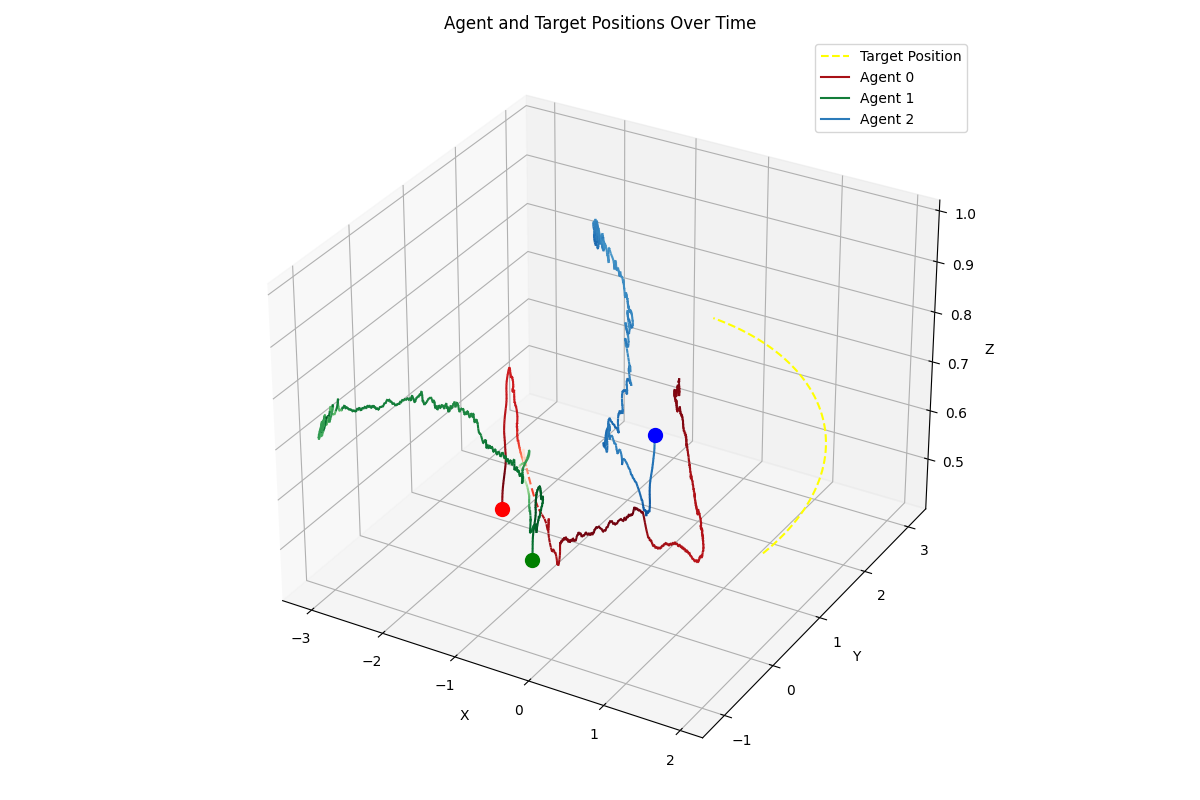 Agent and Target Positions Over Time
Target Position
Agent 0
Agent 1
Agent 2
1.0
0.9
0.8
0.7
0.6
0.5
Z
3
2
1
0
−1
Y
−3
−2
−1
0
1
2
X